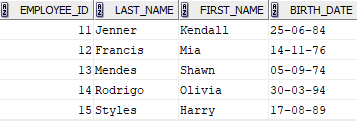 EMPLOYEE_ID LAST_NAME FIRST_NAME BIRTH_DATE
11 Jenner Kendall 25-06-84
12 Francis Mia 14-11-76
13 Mendes Shawn 05-09-74
14 Rodrigo Olivia 30-03-94
15 Styles Harry 17-08-89